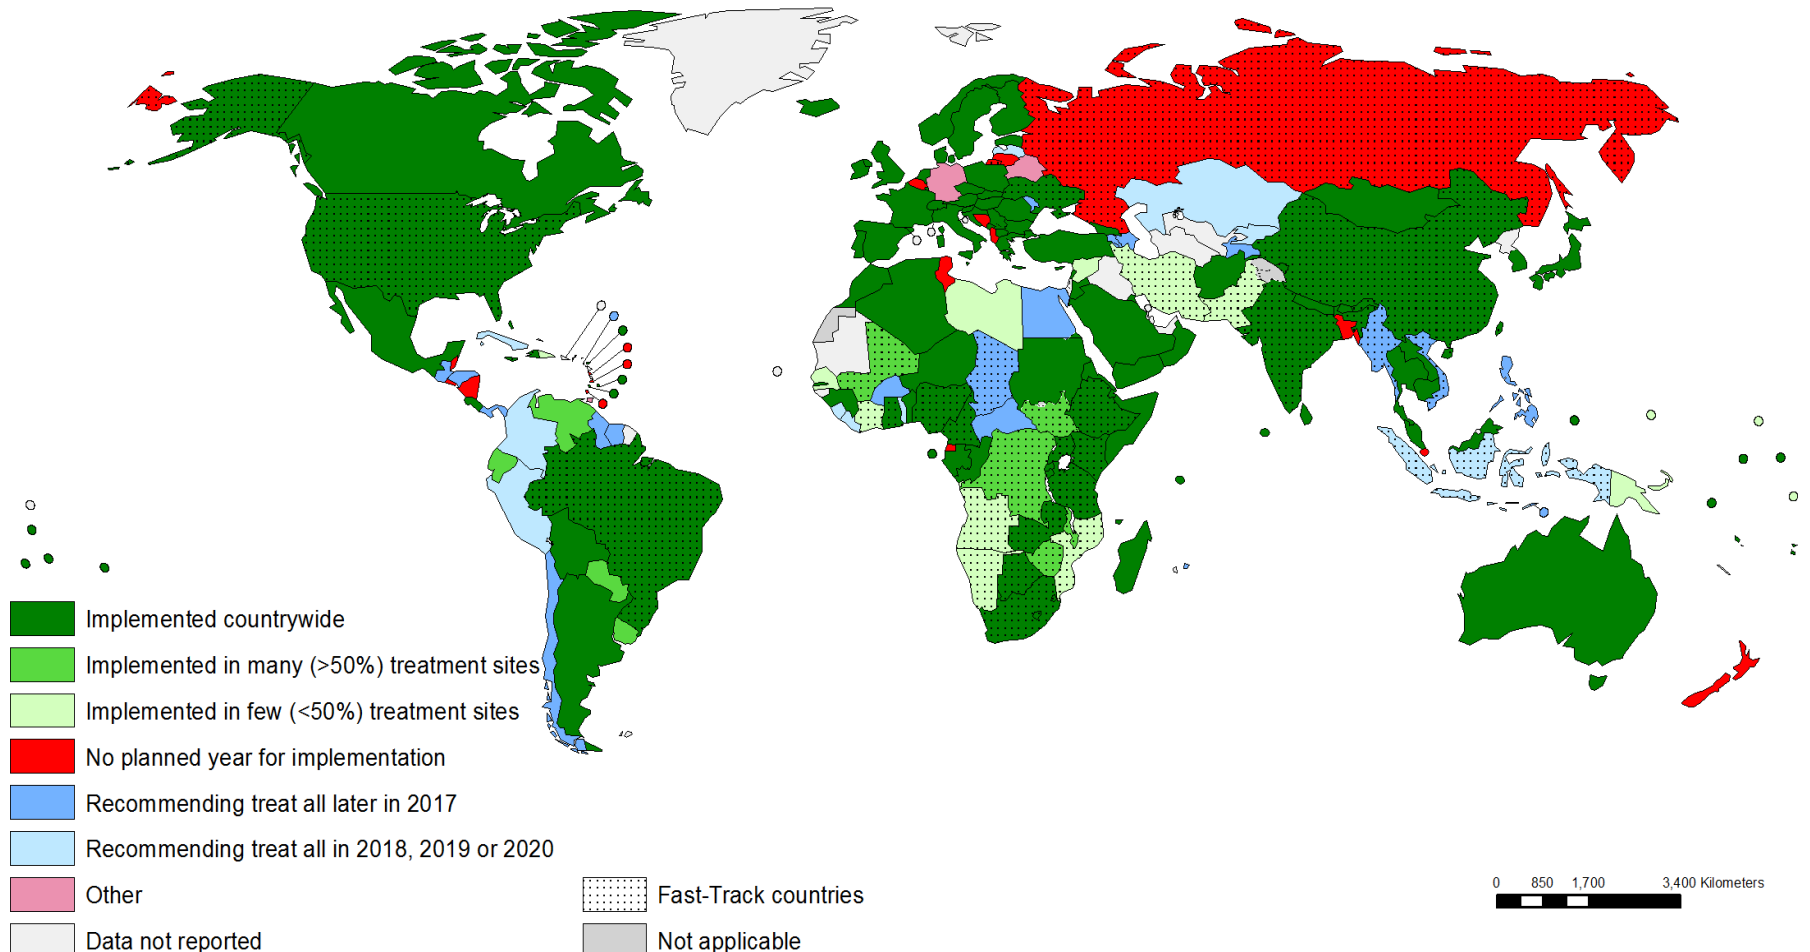 Implemented countrywide
Implemented in many (>50%) treatment sites
Implemented in few (<50%) treatment sites
No planned year for implementation
Recommending treat all later in 2017
Recommending treat all in 2018, 2019 or 2020
Other
Data not reported
Fast-Track countries
Not applicable
0 850 1,700 3,400 Kilometers